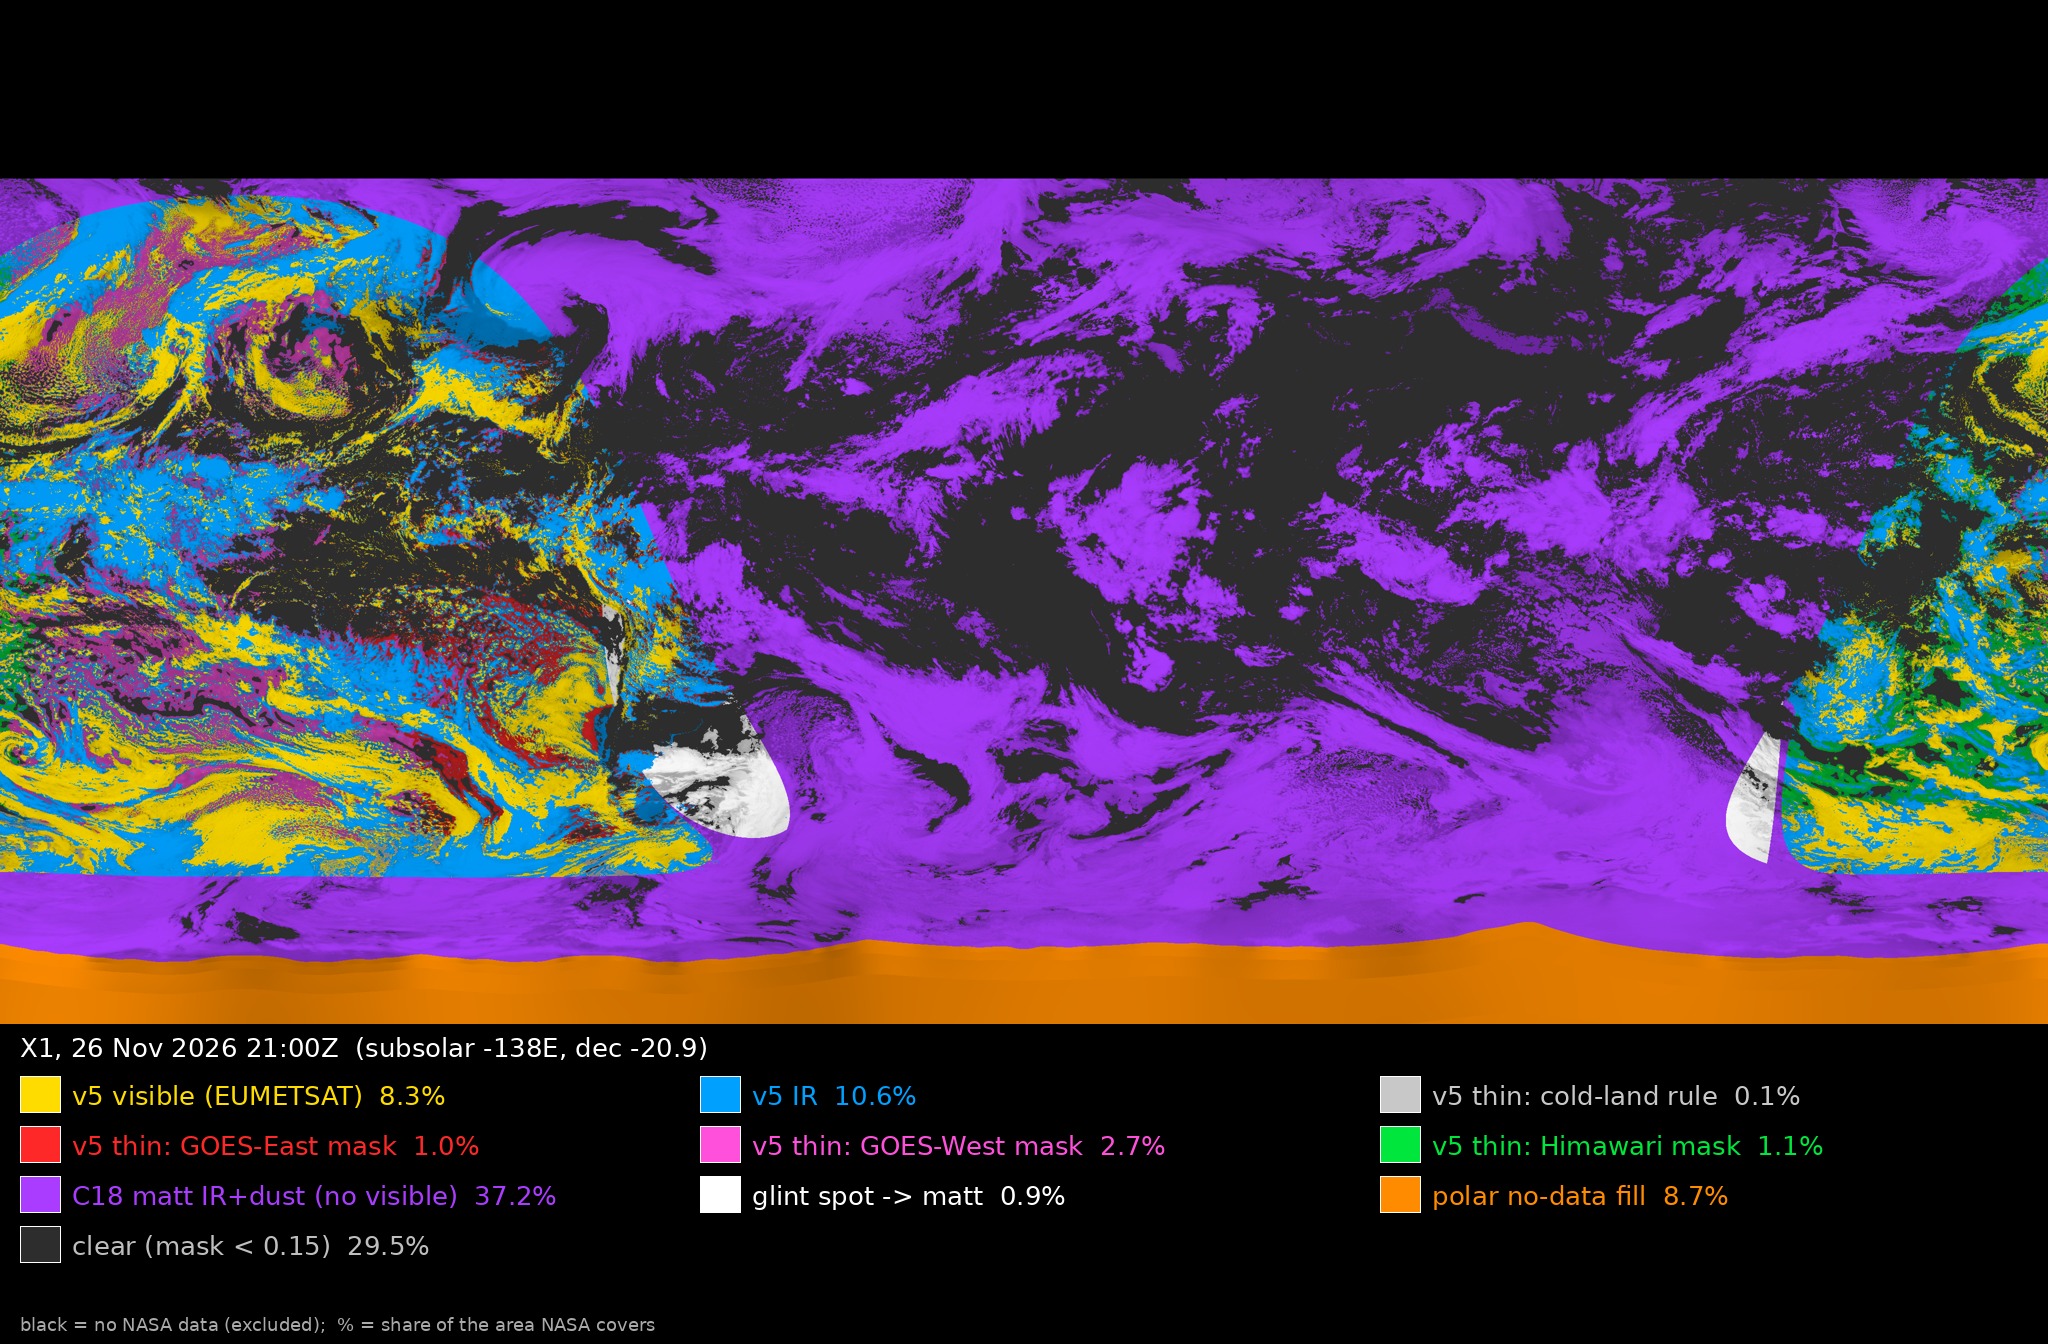 X1, 26 Nov 2026 21:00Z  (subsolar -138E, dec -20.9)
v5 visible (EUMETSAT)  8.3%
v5 IR  10.6%
v5 thin: cold-land rule  0.1%
v5 thin: GOES-East mask  1.0%
v5 thin: GOES-West mask  2.7%
v5 thin: Himawari mask  1.1%
C18 matt IR+dust (no visible)  37.2%
glint spot -> matt  0.9%
polar no-data fill  8.7%
clear (mask < 0.15)  29.5%
black = no NASA data (excluded);  % = share of the area NASA covers